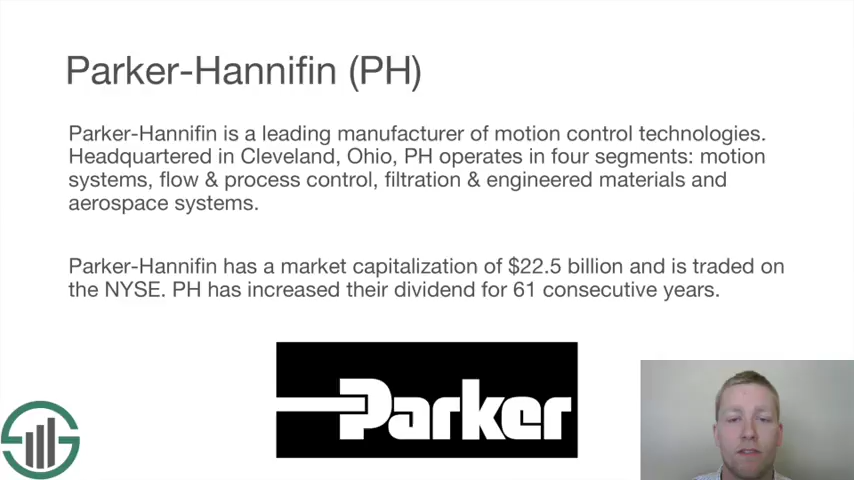 Parker-Hannifin (PH)
Parker-Hannifin is a leading manufacturer of motion control technologies.
Headquartered in Cleveland, Ohio, PH operates in four segments: motion
systems, flow & process control, filtration & engineered materials and
aerospace systems.
Parker-Hannifin has a market capitalization of $22.5 billion and is traded on
the NYSE. PH has increased their dividend for 61 consecutive years.
Parker